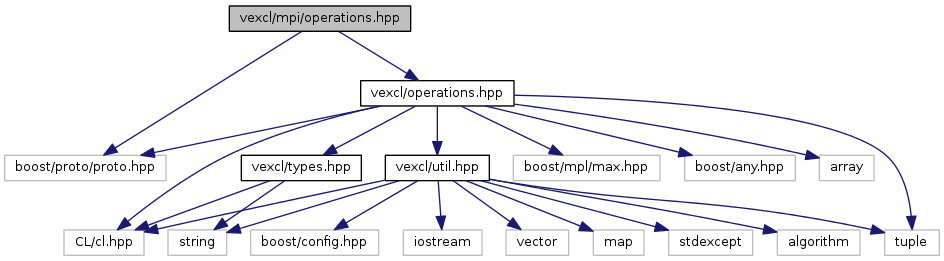 vexcl/mpi/operations.hpp
vexcl/operations.hpp
boost/proto/proto.hpp
vexcl/types.hpp
vexcl/util.hpp
boost/mpl/max.hpp
boost/any.hpp
array
CL/cl.hpp
string
boost/config.hpp
iostream
vector
map
stdexcept
algorithm
tuple